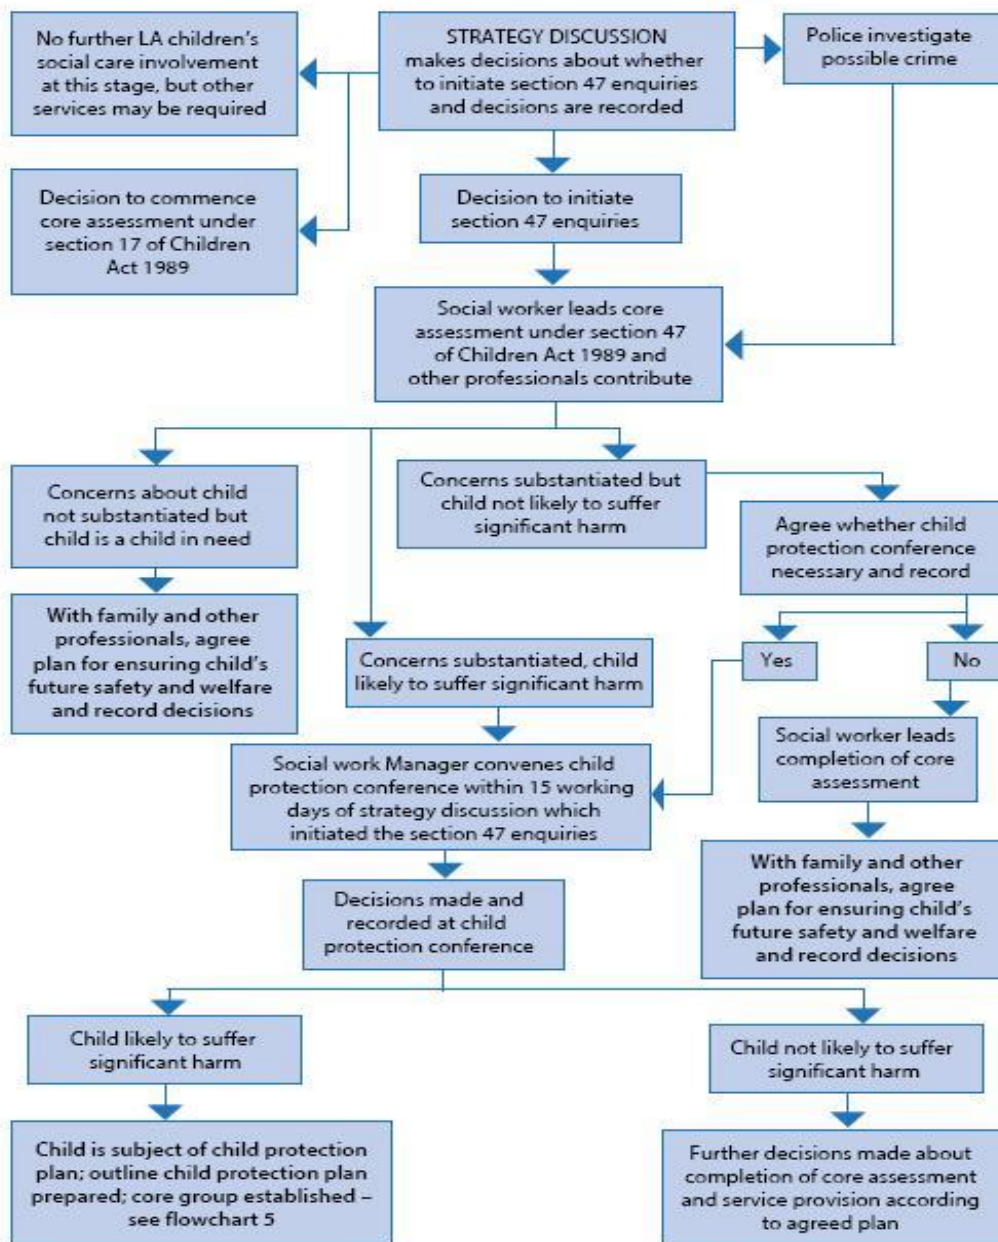 No further LA children's
social care involvement
at this stage, but other
services may be required
STRATEGY DISCUSSION
makes decisions about whether
to initiate section 47 enquiries
and decisions are recorded
Police investigate
possible crime
Decision to commence
core assessment under
section 17 of Children
Act 1989
Decision to initiate
section 47 enquiries
Social worker leads core
assessment under section 47
of Children Act 1989 and
other professionals contribute
Concerns about child
not substantiated but
child is a child in need
Concerns substantiated but
child not likely to suffer
significant harm
Agree whether child
protection conference
necessary and record
With family and other
professionals, agree
plan for ensuring child's
future safety and welfare
and record decisions
Concerns substantiated, child
likely to suffer significant harm
Yes
No
Social work Manager convenes child
protection conference within 15 working
days of strategy discussion which
initiated the section 47 enquiries
Social worker leads
completion of core
assessment
With family and other
professionals, agree
plan for ensuring child's
future safety and welfare
and record decisions
Decisions made and
recorded at child
protection conference
Child likely to suffer
significant harm
Child not likely to suffer
significant harm
Child is subject of child protection
plan; outline child protection plan
prepared; core group established –
see flowchart 5
Further decisions made about
completion of core assessment
and service provision according
to agreed plan